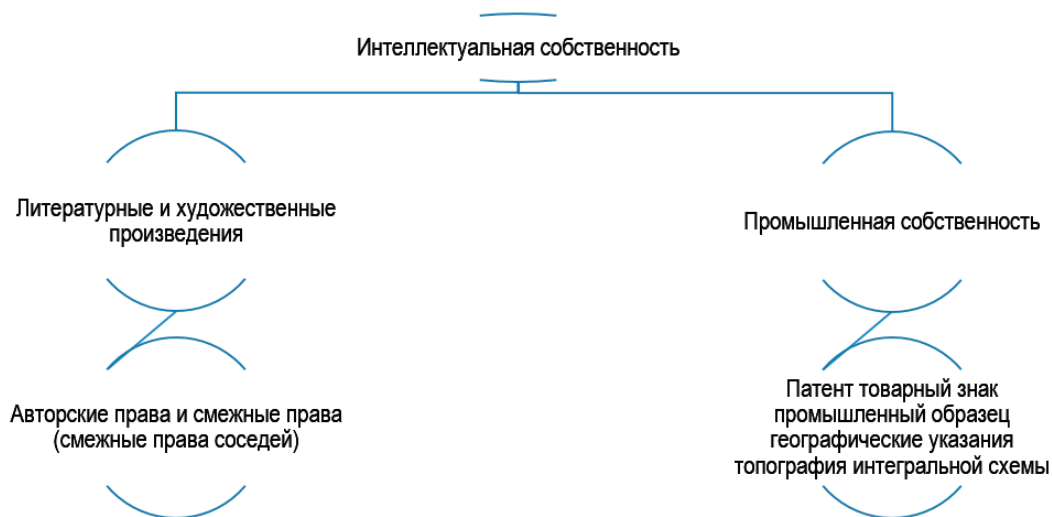 Интеллектуальная собственность
Литературные и художественные
произведения
Промышленная собственность
Авторские права и смежные права
(смежные права соседей)
Патент товарный знак
промышленный образец
географические указания
топография интегральной схемы